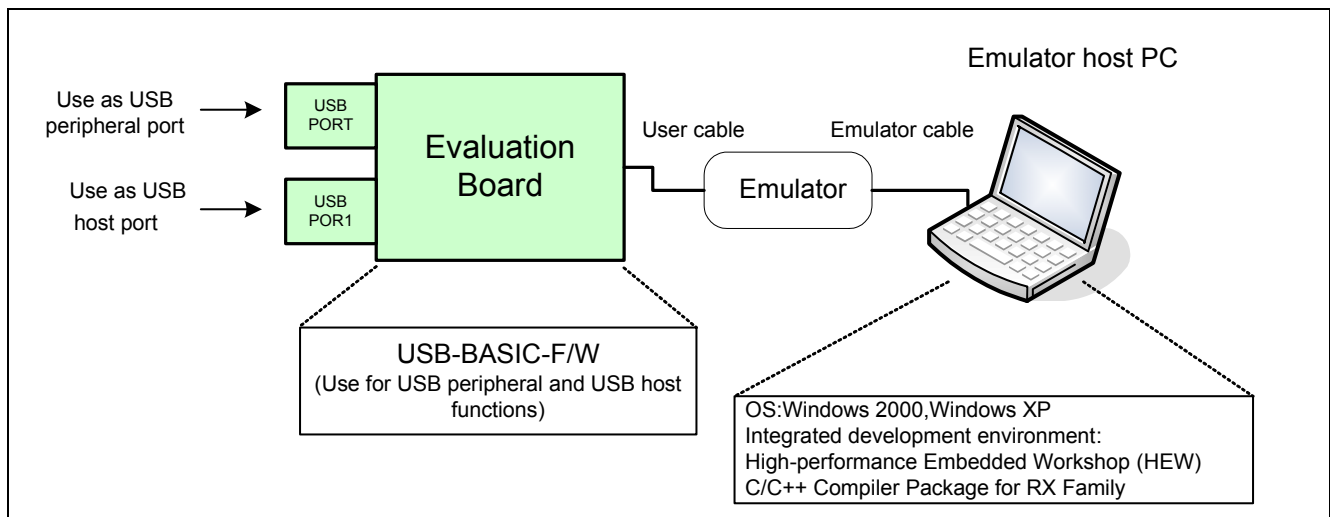 Emulator host PC
Use as USB
peripheral port
USB
PORT
Use as USB
host port
USB
POR1
Evaluation
Board
User cable
Emulator
Emulator cable
USB-BASIC-F/W
(Use for USB peripheral and USB host
functions)
OS:Windows 2000,Windows XP
Integrated development environment:
High-performance Embedded Workshop (HEW)
C/C++ Compiler Package for RX Family